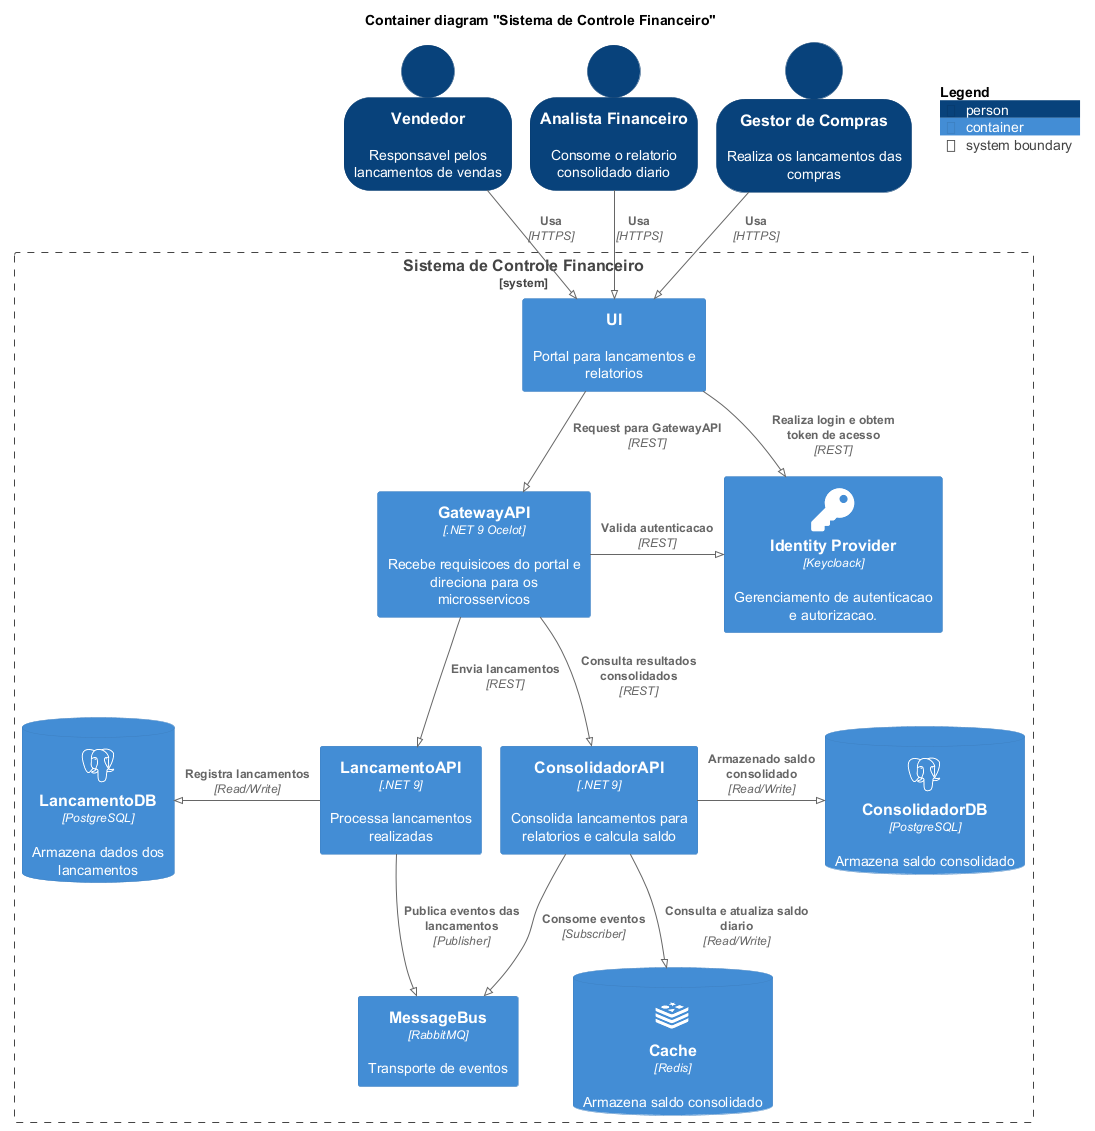 Container diagram "Sistema de Controle Financeiro"
Vendedor
Responsavel pelos
lancamentos de vendas
Analista Financeiro
Consome o relatorio
consolidado diario
Gestor de Compras
Realiza os lancamentos das
compras
Legend
person
container
system boundary
Usa
[HTTPS]
Usa
[HTTPS]
Usa
[HTTPS]
Sistema de Controle Financeiro
[system]
UI
Portal para lancamentos e
relatorios
Request para GatewayAPI
[REST]
Realiza login e obtem
token de acesso
[REST]
GatewayAPI
[.NET 9 Ocelot]
Recebe requisicoes do portal e
direciona para os
microsservicos
Valida autenticacao
[REST]
Identity Provider
[Keycloack]
Gerenciamento de autenticacao
e autorizacao.
Envia lancamentos
[REST]
Consulta resultados
consolidados
[REST]
LancamentoDB
[PostgreSQL]
Armazena dados dos
lancamentos
Registra lancamentos
[Read/Write]
LancamentoAPI
[.NET 9]
Processa lancamentos
realizadas
ConsolidadorAPI
[.NET 9]
Consolida lancamentos para
relatorios e calcula saldo
Armazenado saldo
consolidado
[Read/Write]
ConsolidadorDB
[PostgreSQL]
Armazena saldo consolidado
Publica eventos das
lancamentos
[Publisher]
Consome eventos
[Subscriber]
Consulta e atualiza saldo
diario
[Read/Write]
MessageBus
[RabbitMQ]
Transporte de eventos
Cache
[Redis]
Armazena saldo consolidado